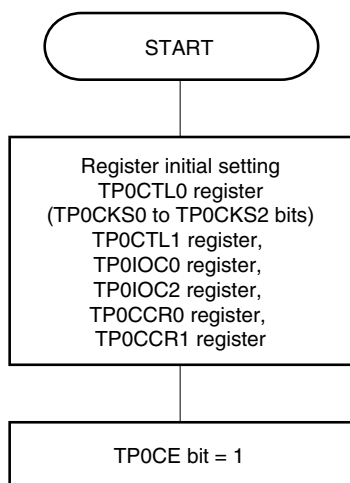 START
Register initial setting
TP0CTL0 register
(TP0CKS0 to TP0CKS2 bits)
TP0CTL1 register,
TP0IOC0 register,
TP0IOC2 register,
TP0CCR0 register,
TP0CCR1 register
TP0CE bit = 1